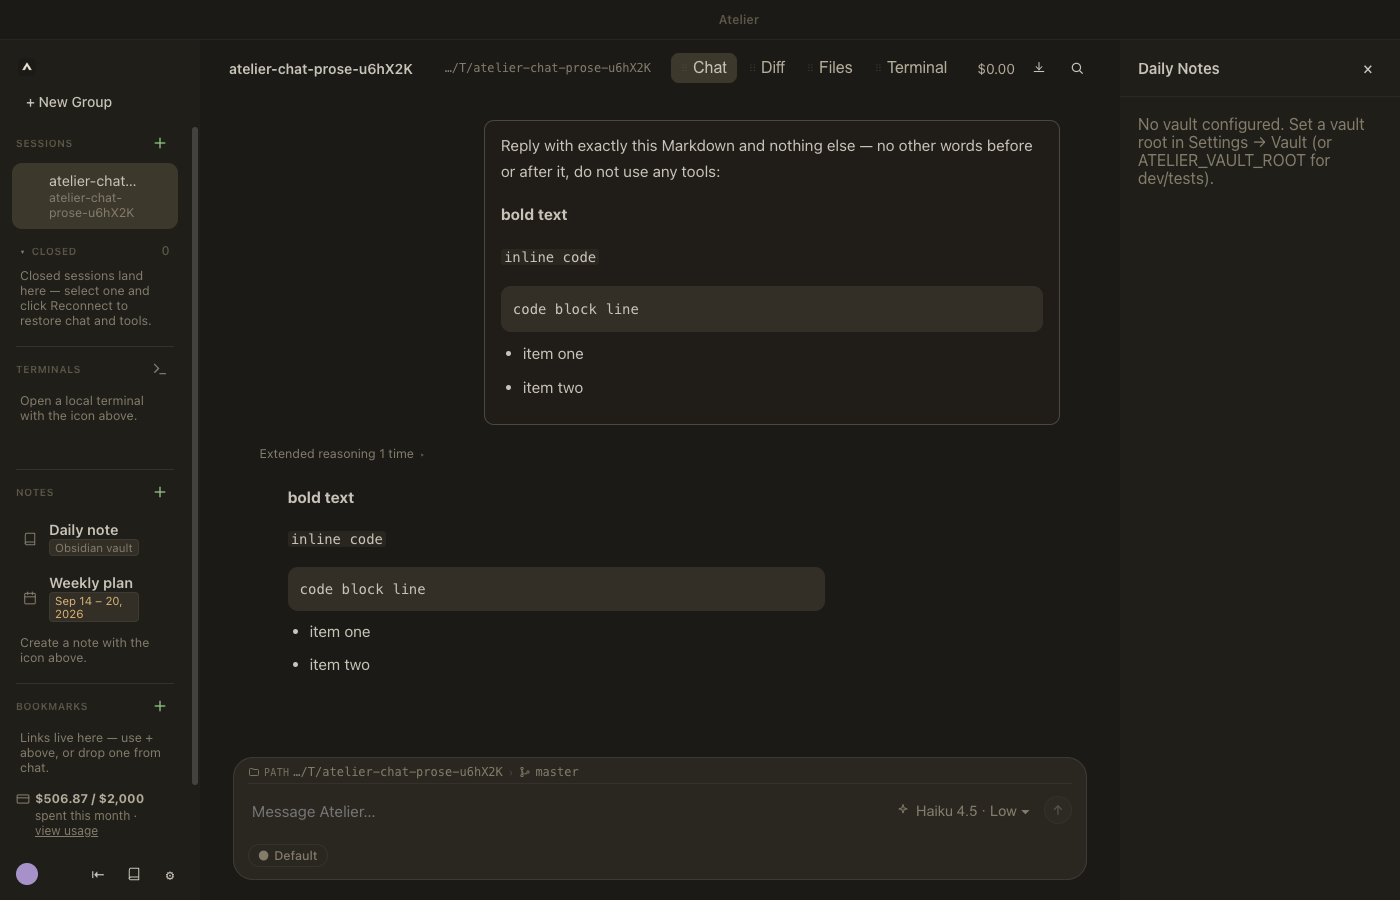 Atelier
+ New Group
SESSIONS
atelier-chat...
atelier-chat-
prose-u6hX2K
CLOSED 0
Closed sessions land
here — select one and
click Reconnect to
restore chat and tools.
TERMINALS
Open a local terminal
with the icon above.
NOTES
Daily note
Obsidian vault
Weekly plan
Sep 14 – 20,
2026
Create a note with the
icon above.
BOOKMARKS
Links live here — use +
above, or drop one from
chat.
$506.87 / $2,000
spent this month ·
view usage
atelier-chat-prose-u6hX2K …/T/atelier-chat-prose-u6hX2K Chat Diff Files Terminal $0.00
Reply with exactly this Markdown and nothing else — no other words before
or after it, do not use any tools:
bold text
inline code
code block line
• item one
• item two
Extended reasoning 1 time
bold text
inline code
code block line
• item one
• item two
PATH …/T/atelier-chat-prose-u6hX2K › master
Message Atelier...
Haiku 4.5 · Low
Default
Daily Notes ×
No vault configured. Set a vault
root in Settings → Vault (or
ATELIER_VAULT_ROOT for
dev/tests).